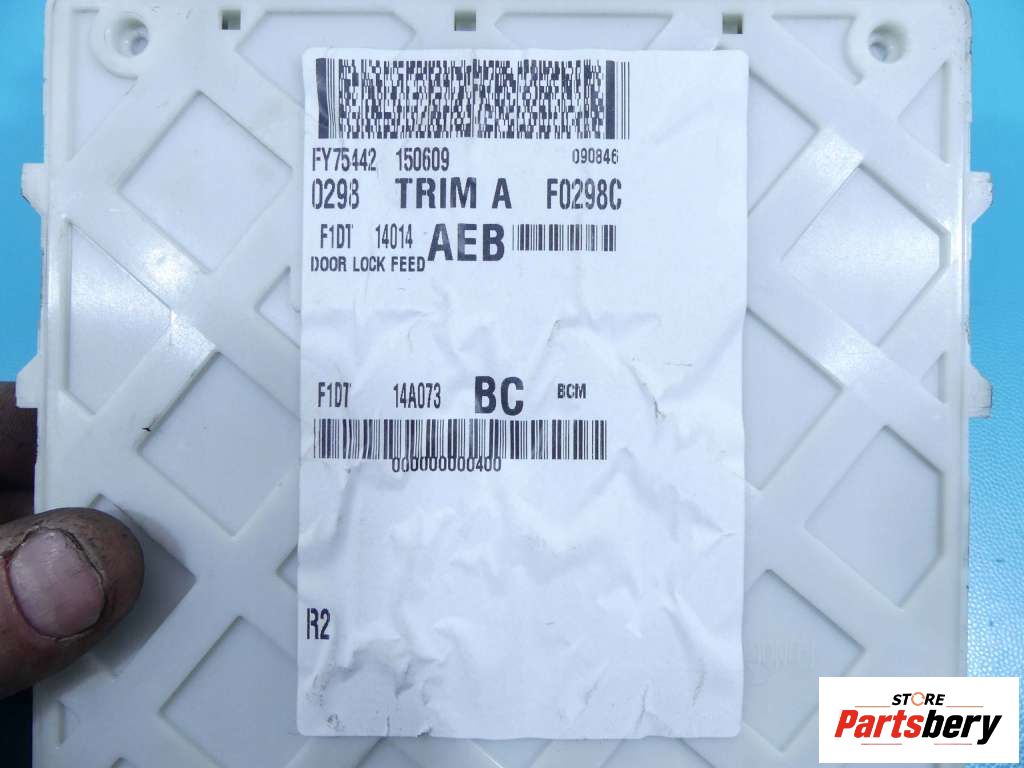 FY75442 150609 090846
0298 TRIM A F0298C
F1DT 14014 AEB
DOOR LOCK FEED
F1DT 14A073 BC BCM
000000000400
R2
STORE
Partsbery